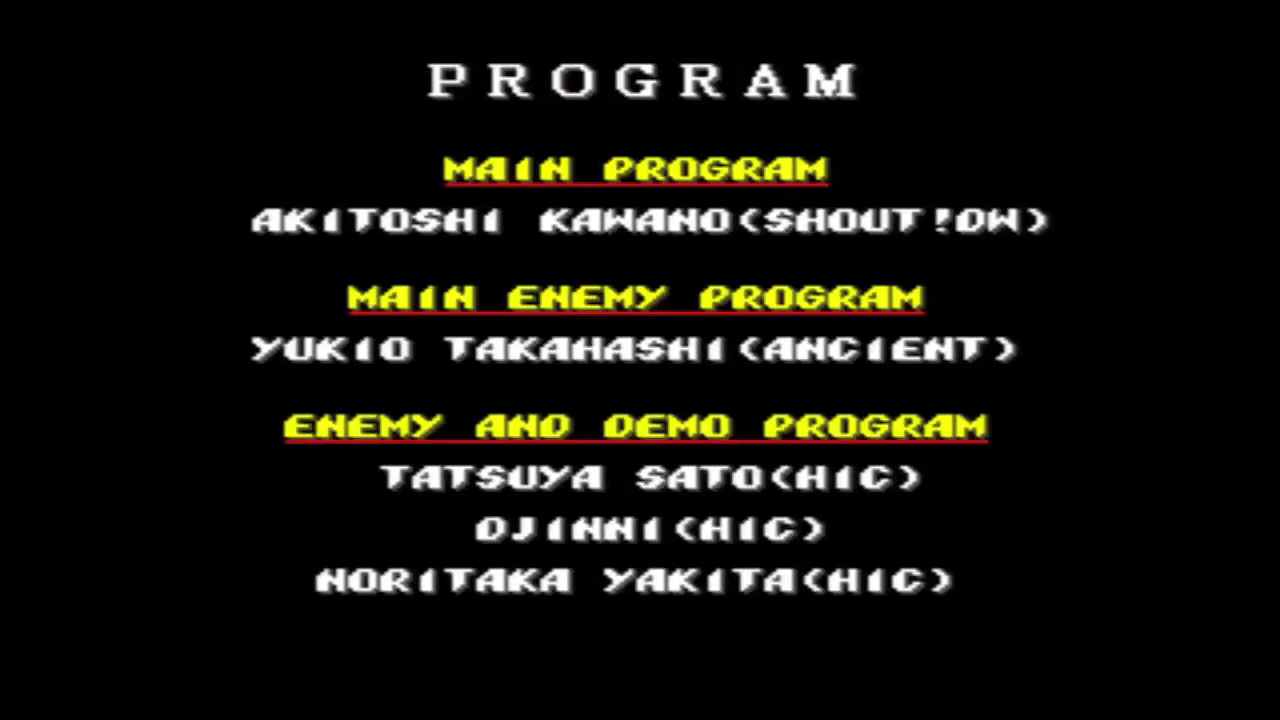 PROGRAM
MAIN PROGRAM
AKITOSHI KAWANO(SHOUT!DW)
MAIN ENEMY PROGRAM
YUKIO TAKAHASHI(ANCIENT)
ENEMY AND DEMO PROGRAM
TATSUYA SATO(HIC)
DJINNI(HIC)
NORITAKA YAKITA(HIC)